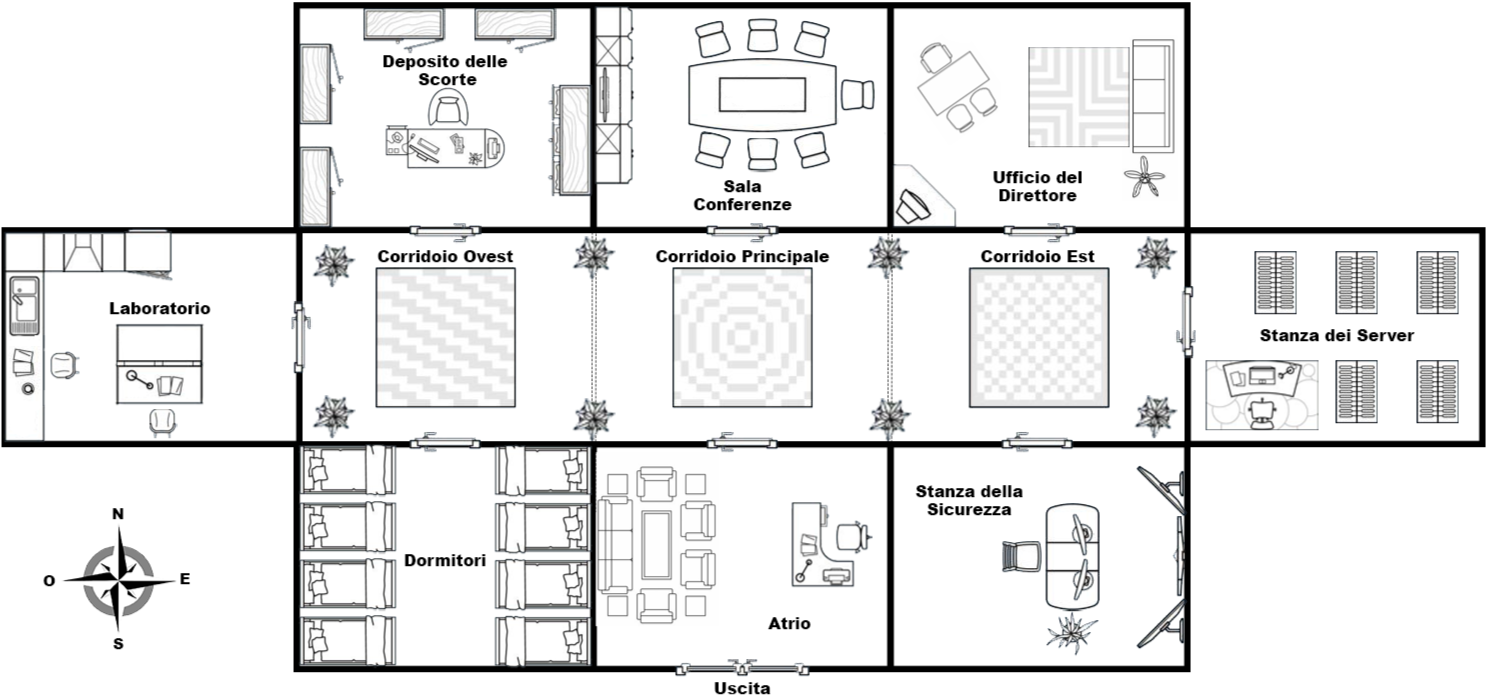 Deposito delle
Scorte
Sala
Conferenze
Ufficio del
Direttore
Corridoio Ovest
Corridoio Principale
Corridoio Est
Laboratorio
Stanza dei Server
Stanza della
Sicurezza
Dormitori
Atrio
Uscita
N
O
E
S